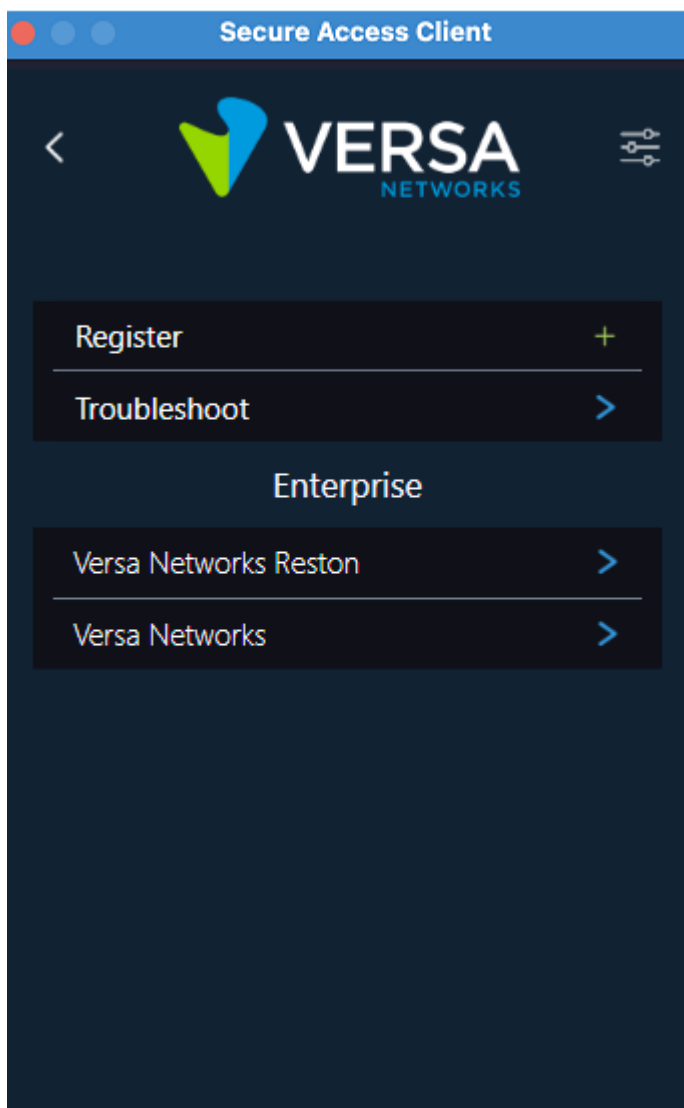 Secure Access Client
VERSA
NETWORKS
Register
Troubleshoot
Enterprise
Versa Networks Reston
Versa Networks